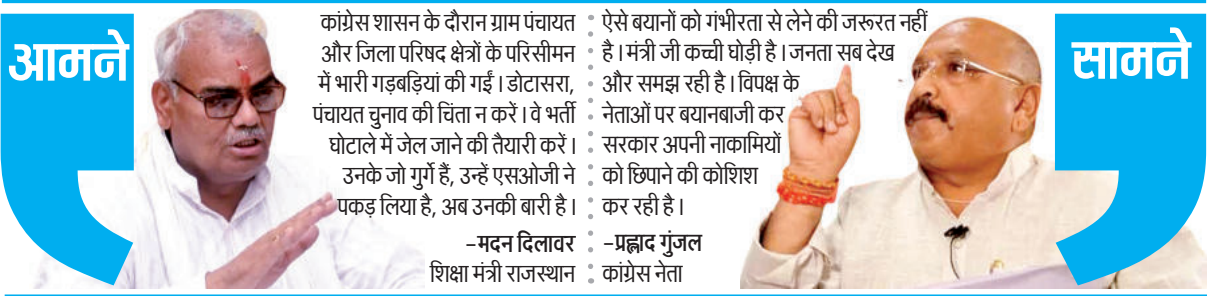 आमने
कांग्रेस शासन के दौरान ग्राम पंचायत
और जिला परिषद क्षेत्रों के परिसीमन
में भारी गड़बड़ियां की गईं। डोटासरा,
पंचायत चुनाव की चिंता न करें। वे भर्ती
घोटाले में जेल जाने की तैयारी करें।
उनके जो गुर्गे हैं, उन्हें एसओजी ने
पकड़ लिया है, अब उनकी बारी है।
-मदन दिलावर
शिक्षा मंत्री राजस्थान
ऐसे बयानों को गंभीरता से लेने की जरूरत नहीं
है। मंत्री जी कच्ची घोड़ी है। जनता सब देख
और समझ रही है। विपक्ष के
नेताओं पर बयानबाजी कर
सरकार अपनी नाकामियों
को छिपाने की कोशिश
कर रही है।
-प्रह्लाद गुंजल
कांग्रेस नेता
सामने